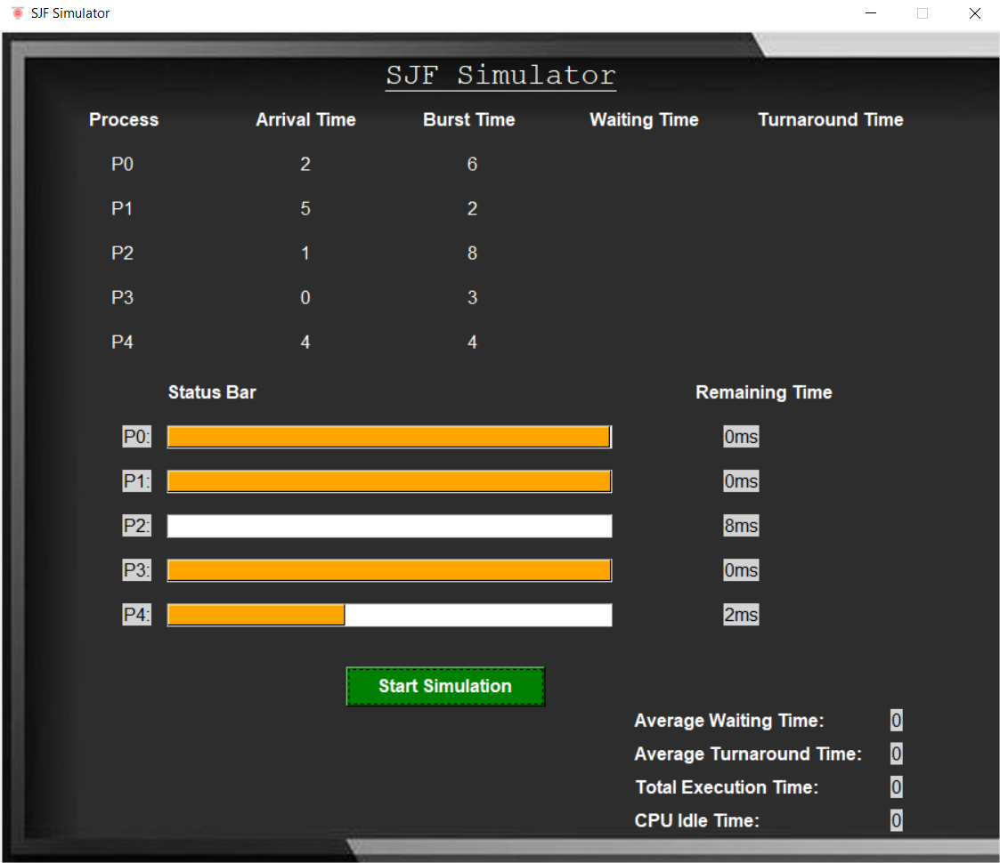 SJF Simulator
SJF Simulator
Process Arrival Time Burst Time Waiting Time Turnaround Time
P0 2 6
P1 5 2
P2 1 8
P3 0 3
P4 4 4
Status Bar Remaining Time
P0: 0ms
P1: 0ms
P2: 8ms
P3: 0ms
P4: 2ms
Start Simulation
Average Waiting Time: 0
Average Turnaround Time: 0
Total Execution Time: 0
CPU Idle Time: 0